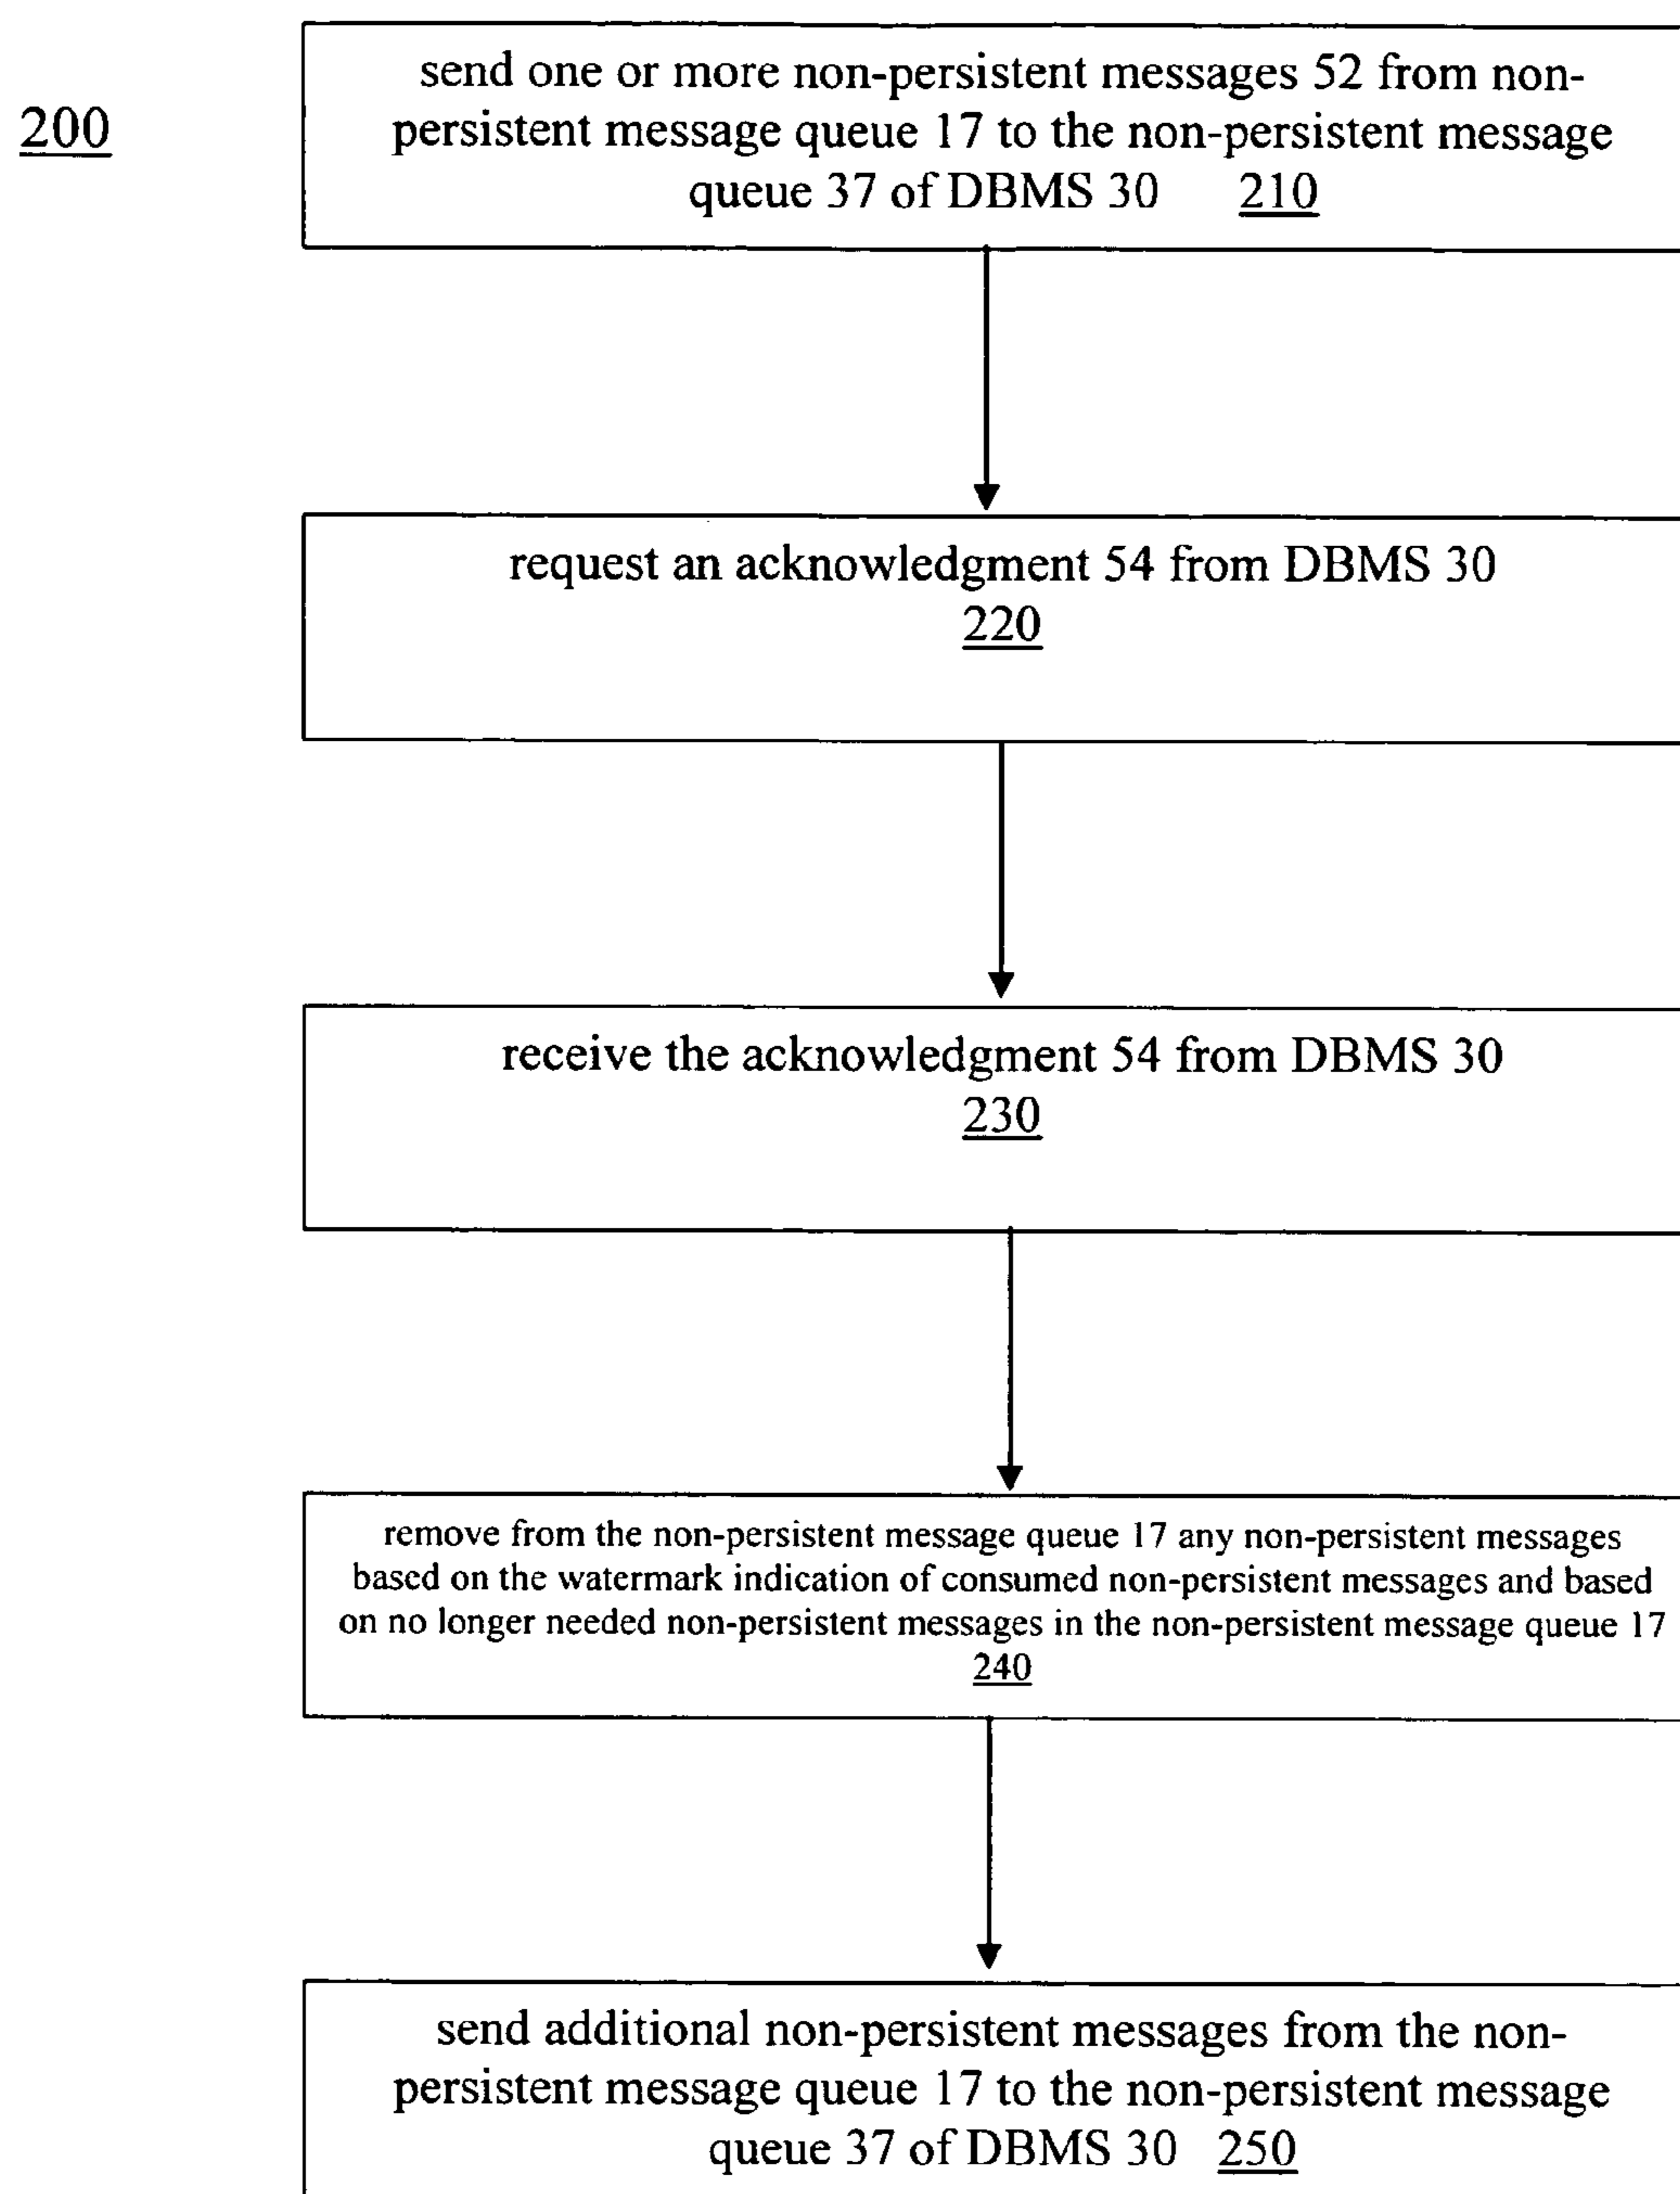 200
send one or more non-persistent messages 52 from non-
persistent message queue 17 to the non-persistent message
queue 37 of DBMS 30 210
request an acknowledgment 54 from DBMS 30
220
receive the acknowledgment 54 from DBMS 30
230
remove from the non-persistent message queue 17 any non-persistent messages
based on the watermark indication of consumed non-persistent messages and based
on no longer needed non-persistent messages in the non-persistent message queue 17
240
send additional non-persistent messages from the non-
persistent message queue 17 to the non-persistent message
queue 37 of DBMS 30 250